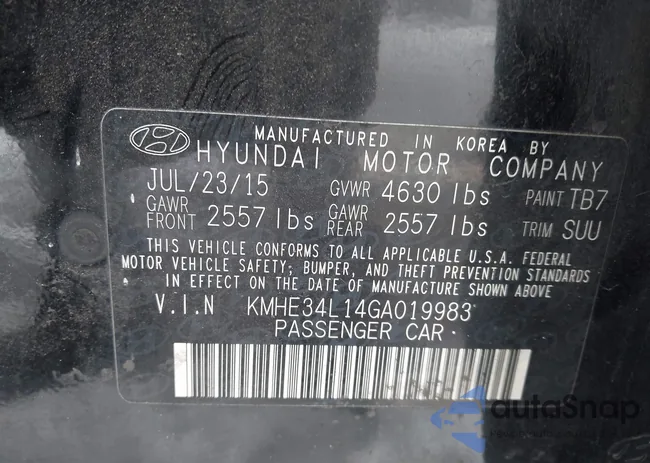 MANUFACTURED IN KOREA BY
HYUNDAI MOTOR COMPANY
JUL/23/15 GVWR 4630 lbs PAINT TB7
GAWR FRONT 2557 lbs GAWR REAR 2557 lbs TRIM SUU
THIS VEHICLE CONFORMS TO ALL APPLICABLE U.S.A. FEDERAL
MOTOR VEHICLE SAFETY, BUMPER, AND THEFT PREVENTION STANDARDS
IN EFFECT ON THE DATE OF MANUFACTURE SHOWN ABOVE
V.I.N KMHE34L14GA019983
PASSENGER CAR
autoSnap